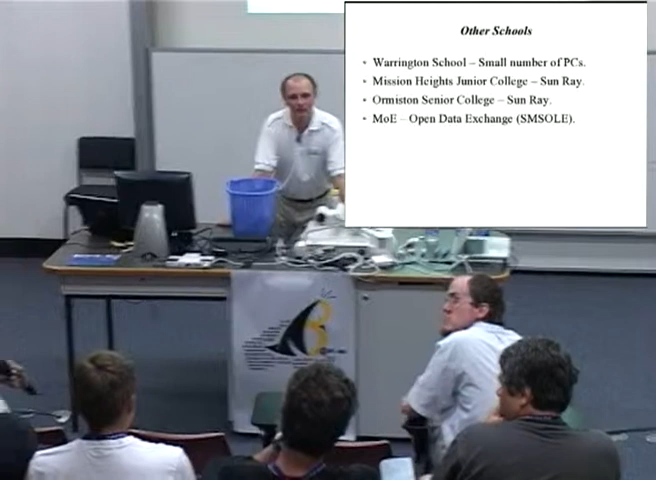 Other Schools
• Warrington School – Small number of PCs.
• Mission Heights Junior College – Sun Ray.
• Ormiston Senior College – Sun Ray.
• MoE – Open Data Exchange (SMSOLE).